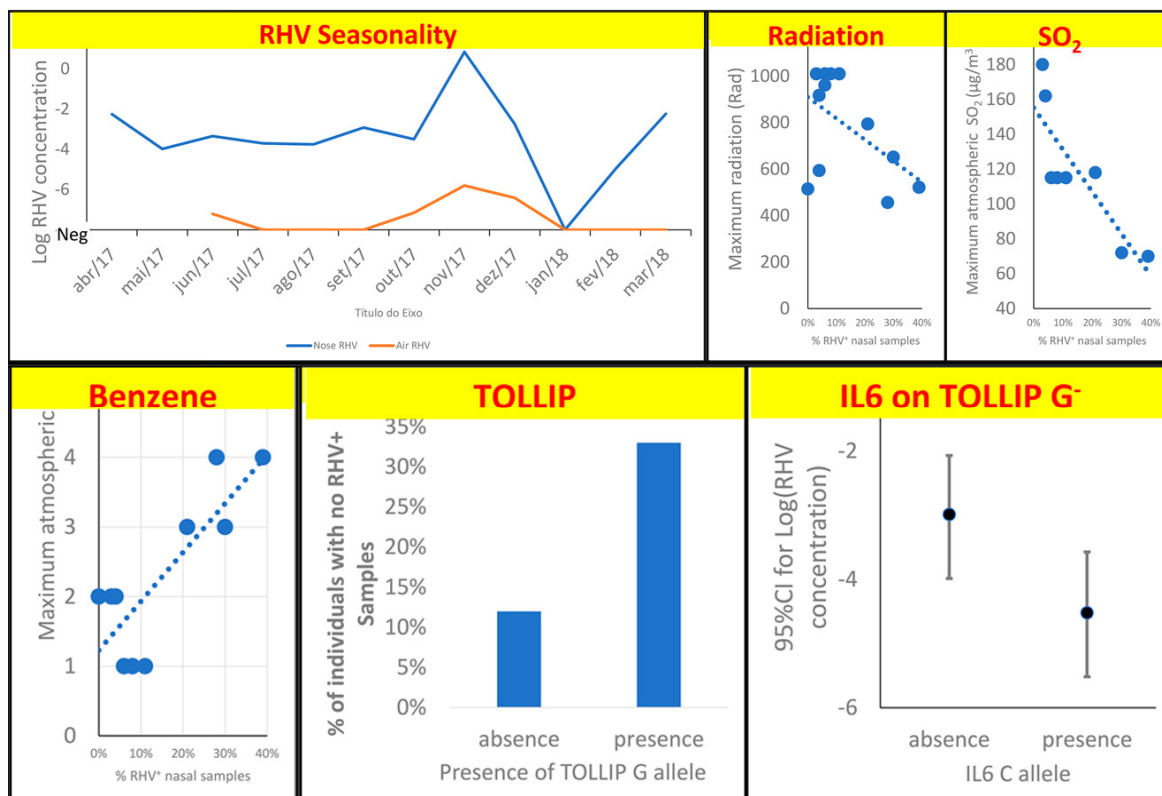 RHV Seasonality
Log RHV concentration
0
-2
-4
-6
Neg
abr/17
mai/17
jun/17
jul/17
ago/17
set/17
out/17
nov/17
dez/17
jan/18
fev/18
mar/18
Título do Eixo
Nose RHV
Air RHV
Radiation
Maximum radiation (Rad)
1000
800
600
400
200
0
0% 10% 20% 30% 40%
% RHV⁺ nasal samples
SO₂
Maximum atmospheric SO₂ (µg/m³
180
160
140
120
100
80
60
40
0% 10% 20% 30% 40%
% RHV⁺ nasal samples
Benzene
Maximum atmospheric
4
3
2
1
0
0% 10% 20% 30% 40%
% RHV⁺ nasal samples
TOLLIP
% of individuals with no RHV+
Samples
35%
30%
25%
20%
15%
10%
5%
0%
absence presence
Presence of TOLLIP G allele
IL6 on TOLLIP G⁻
95%CI for Log(RHV
concentration)
-2
-4
-6
absence presence
IL6 C allele